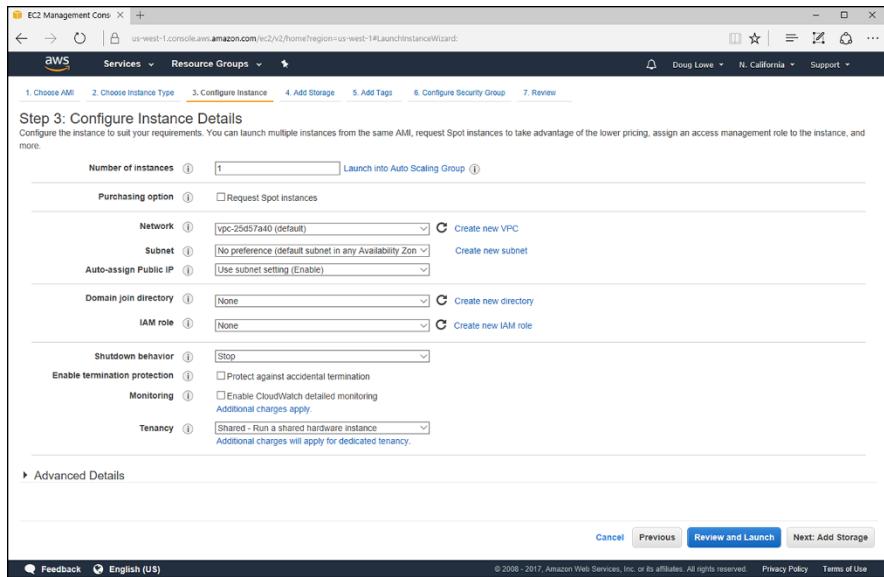 EC2 Management Cons
us-west-1.console.aws.amazon.com/ec2/v2/home?region=us-west-1#LaunchInstanceWizard:
aws Services Resource Groups Doug Lowe N. California Support
1. Choose AMI 2. Choose Instance Type 3. Configure Instance 4. Add Storage 5. Add Tags 6. Configure Security Group 7. Review
Step 3: Configure Instance Details
Configure the instance to suit your requirements. You can launch multiple instances from the same AMI, request Spot instances to take advantage of the lower pricing, assign an access management role to the instance, and
more.
Number of instances 1 Launch into Auto Scaling Group
Purchasing option Request Spot instances
Network vpc-25d57a40 (default) Create new VPC
Subnet No preference (default subnet in any Availability Zon Create new subnet
Auto-assign Public IP Use subnet setting (Enable)
Domain join directory None Create new directory
IAM role None Create new IAM role
Shutdown behavior Stop
Enable termination protection Protect against accidental termination
Monitoring Enable CloudWatch detailed monitoring
Additional charges apply.
Tenancy Shared - Run a shared hardware instance
Additional charges will apply for dedicated tenancy.
Advanced Details
Cancel Previous Review and Launch Next: Add Storage
Feedback English (US) © 2008 - 2017, Amazon Web Services, Inc. or its affiliates. All rights reserved. Privacy Policy Terms of Use